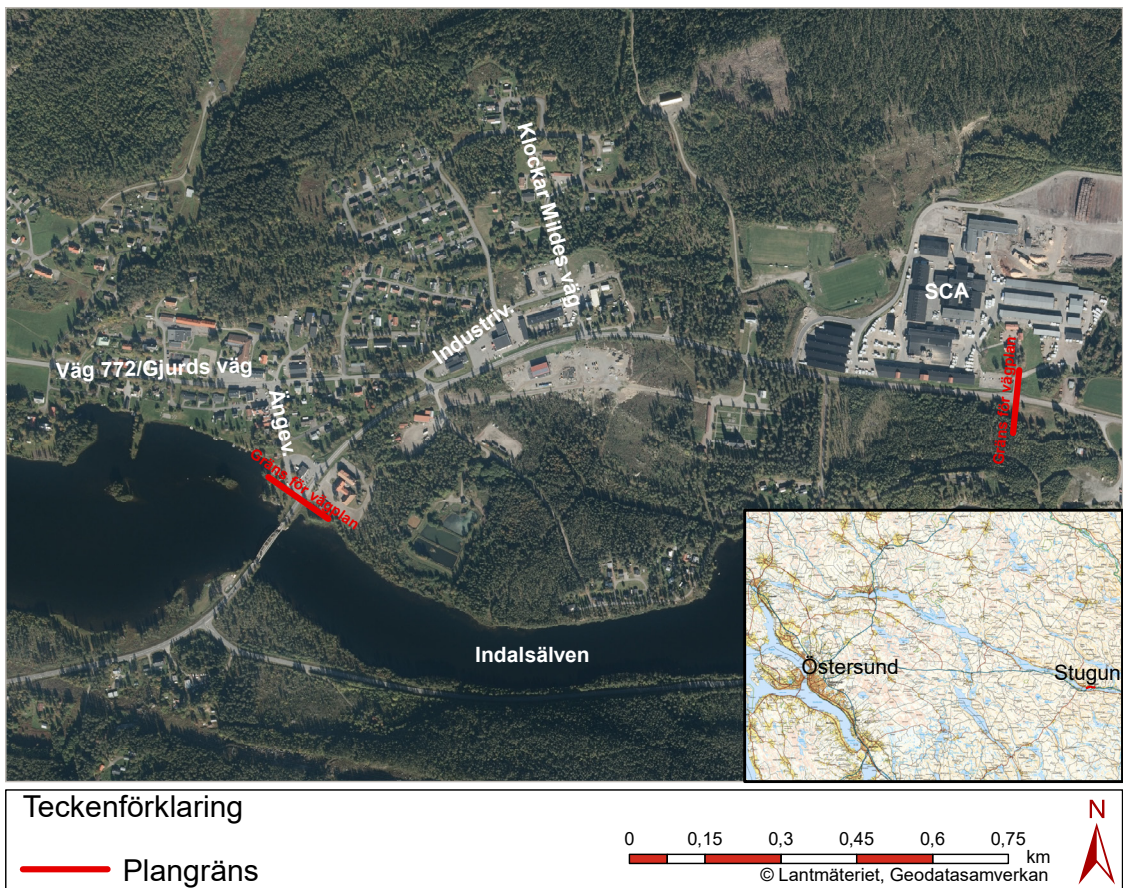 Klockar Mildes väg
SCA
Industriv.
Väg 772/Gjurds väg
Ängev.
Gräns för vägplan
Gräns för vägplan
Indalsälven
Östersund
Stugun
Teckenförklaring
Plangräns
0 0,15 0,3 0,45 0,6 0,75
km
© Lantmäteriet, Geodatasamverkan
N